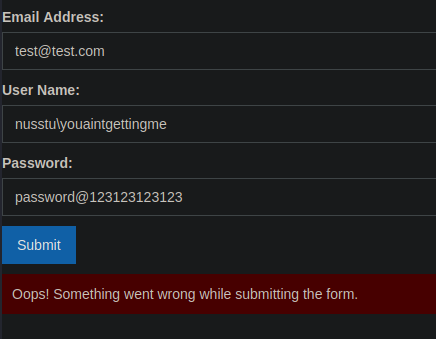 Email Address:
test@test.com
User Name:
nusstu\youaintgettingme
Password:
password@123123123123
Submit
Oops! Something went wrong while submitting the form.